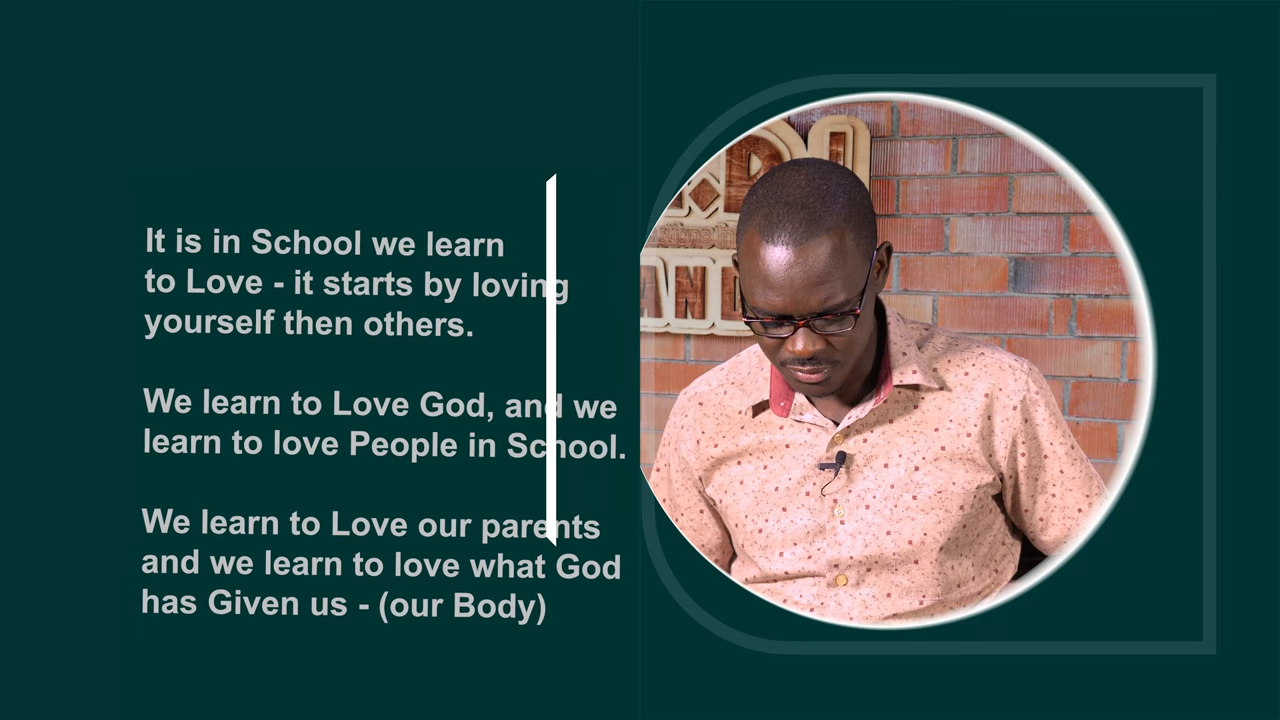 It is in School we learn
to Love - it starts by loving
yourself then others.
We learn to Love God, and we
learn to love People in School.
We learn to Love our parents
and we learn to love what God
has Given us - (our Body)